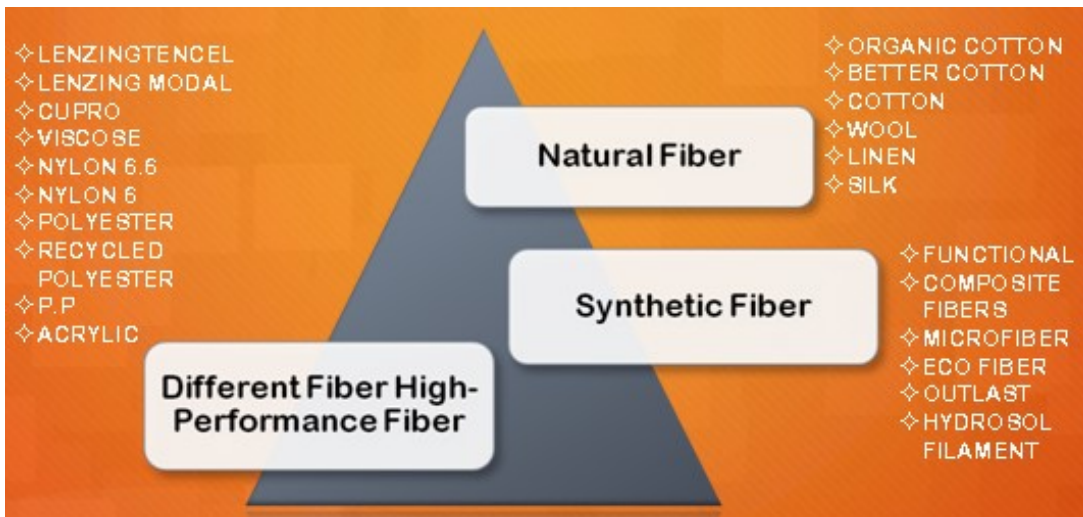 ✧LENZINGTENCEL
✧LENZING MODAL
✧CUPRO
✧VISCOSE
✧NYLON 6.6
✧NYLON 6
✧POLYESTER
✧RECYCLED
POLYESTER
✧P.P
✧ACRYLIC
Natural Fiber
✧ORGANIC COTTON
✧BETTER COTTON
✧COTTON
✧WOOL
✧LINEN
✧SILK
Synthetic Fiber
✧FUNCTIONAL
✧COMPOSITE
FIBERS
✧MICROFIBER
✧ECO FIBER
✧OUTLAST
✧HYDROSOL
FILAMENT
Different Fiber High-
Performance Fiber